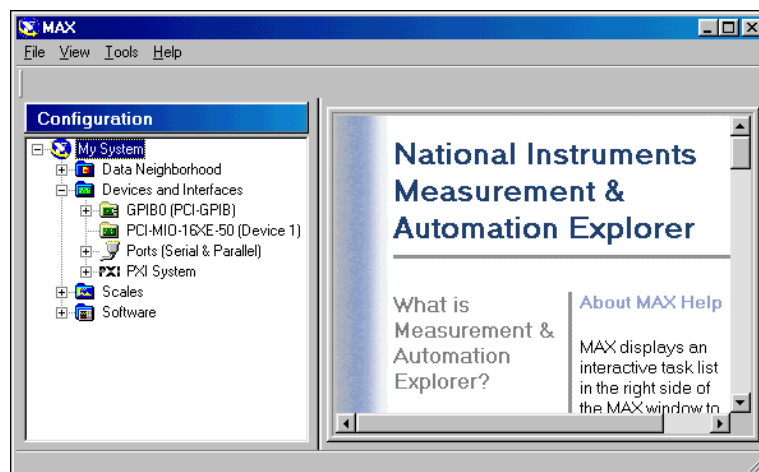 MAX
File View Tools Help
Configuration
My System
Data Neighborhood
Devices and Interfaces
GPIB0 (PCI-GPIB)
PCI-MIO-16XE-50 (Device 1)
Ports (Serial & Parallel)
PXI PXI System
Scales
Software
National Instruments
Measurement &
Automation Explorer
What is
Measurement &
Automation
Explorer?
About MAX Help
MAX displays an
interactive task list
in the right side of
the MAX window to